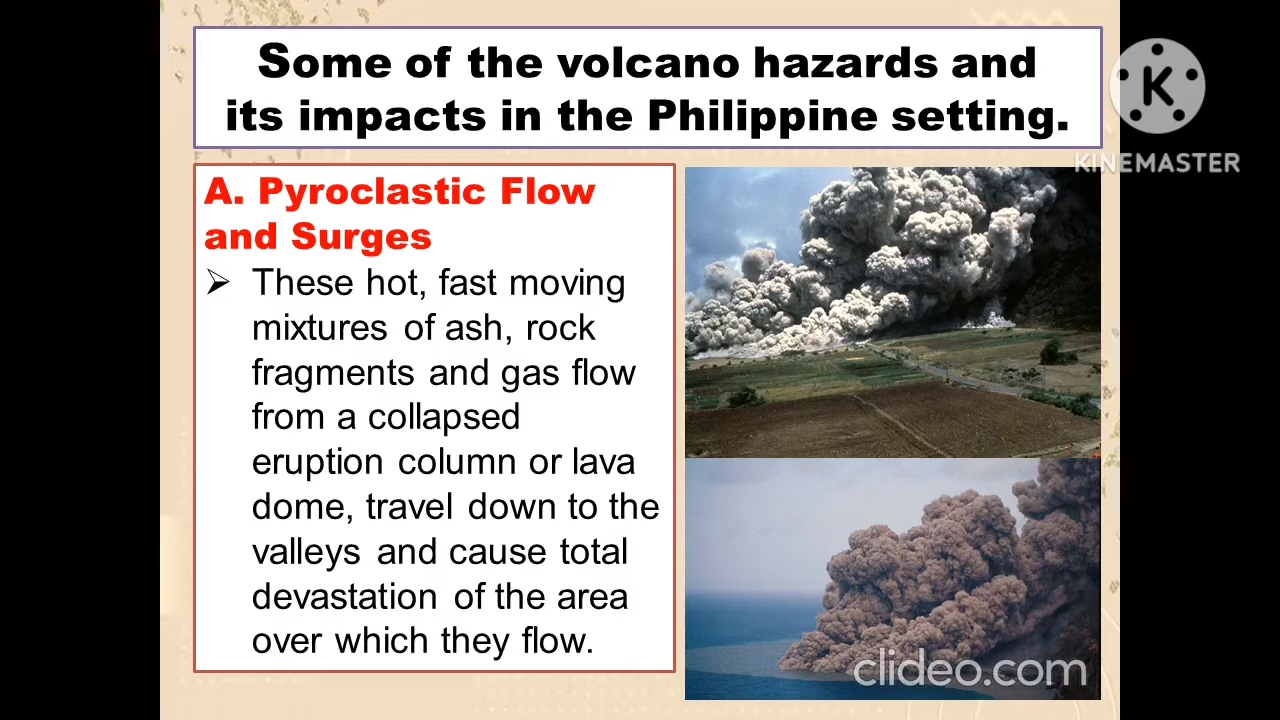 Some of the volcano hazards and
its impacts in the Philippine setting.
K
KINEMASTER
A. Pyroclastic Flow
and Surges
➢ These hot, fast moving
mixtures of ash, rock
fragments and gas flow
from a collapsed
eruption column or lava
dome, travel down to the
valleys and cause total
devastation of the area
over which they flow.
clideo.com